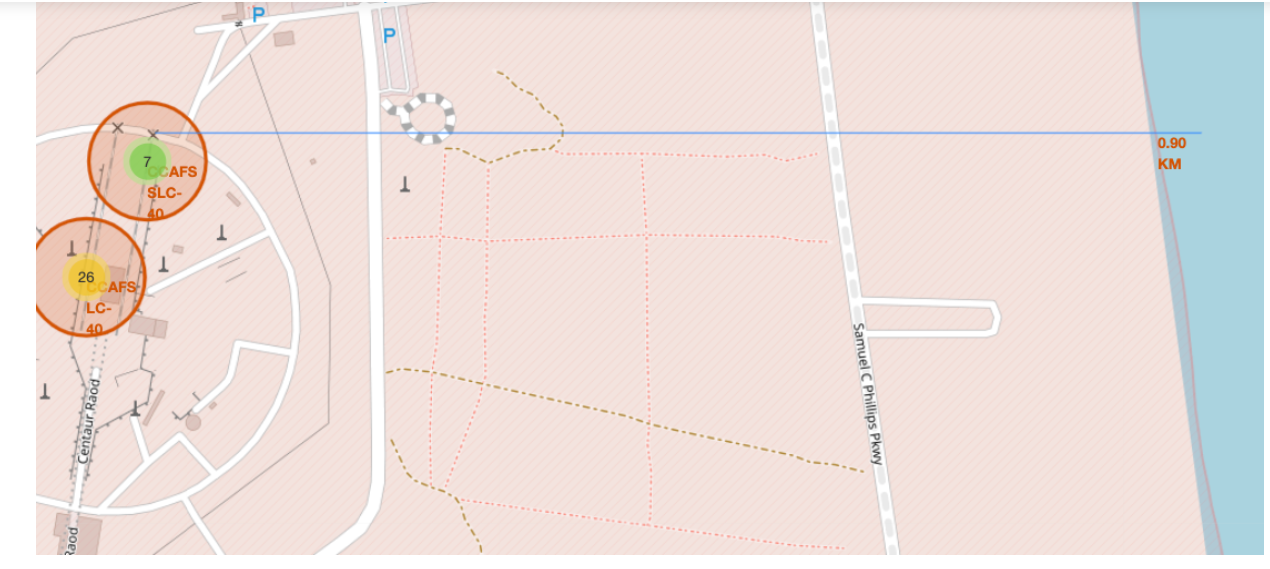 P
P
0.90
KM
7
CCAFS
SLC-
40
26
CCAFS
LC-
40
Samuel C Phillips Pkwy
Centaur Raod
Raod